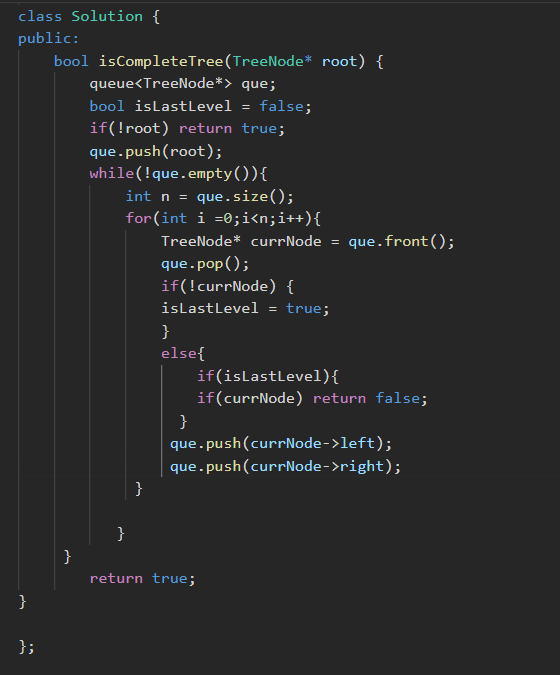 class Solution {
public:
    bool isCompleteTree(TreeNode* root) {
        queue<TreeNode*> que;
        bool isLastLevel = false;
        if(!root) return true;
        que.push(root);
        while(!que.empty()){
            int n = que.size();
            for(int i =0;i<n;i++){
                TreeNode* currNode = que.front();
                que.pop();
                if(!currNode) {
                isLastLevel = true;
                }
                else{
                    if(isLastLevel){
                    if(currNode) return false;
                  }
                 que.push(currNode->left);
                 que.push(currNode->right);
             }
           }
     }
        return true;
}
};